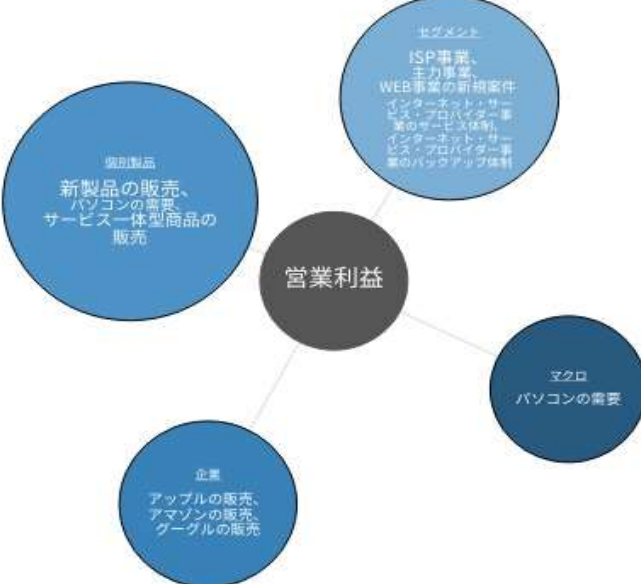 セグメント
ISP事業、
主力事業、
WEB事業の新規案件
インターネット・サー
ビス・プロバイダー事
業のサービス体制、
インターネット・サー
ビス・プロバイダー事
業のバックアップ体制
個別製品
新製品の販売、
パソコンの需要、
サービス一体型商品の
販売
営業利益
マクロ
パソコンの需要
企業
アップルの販売、
アマゾンの販売、
グーグルの販売